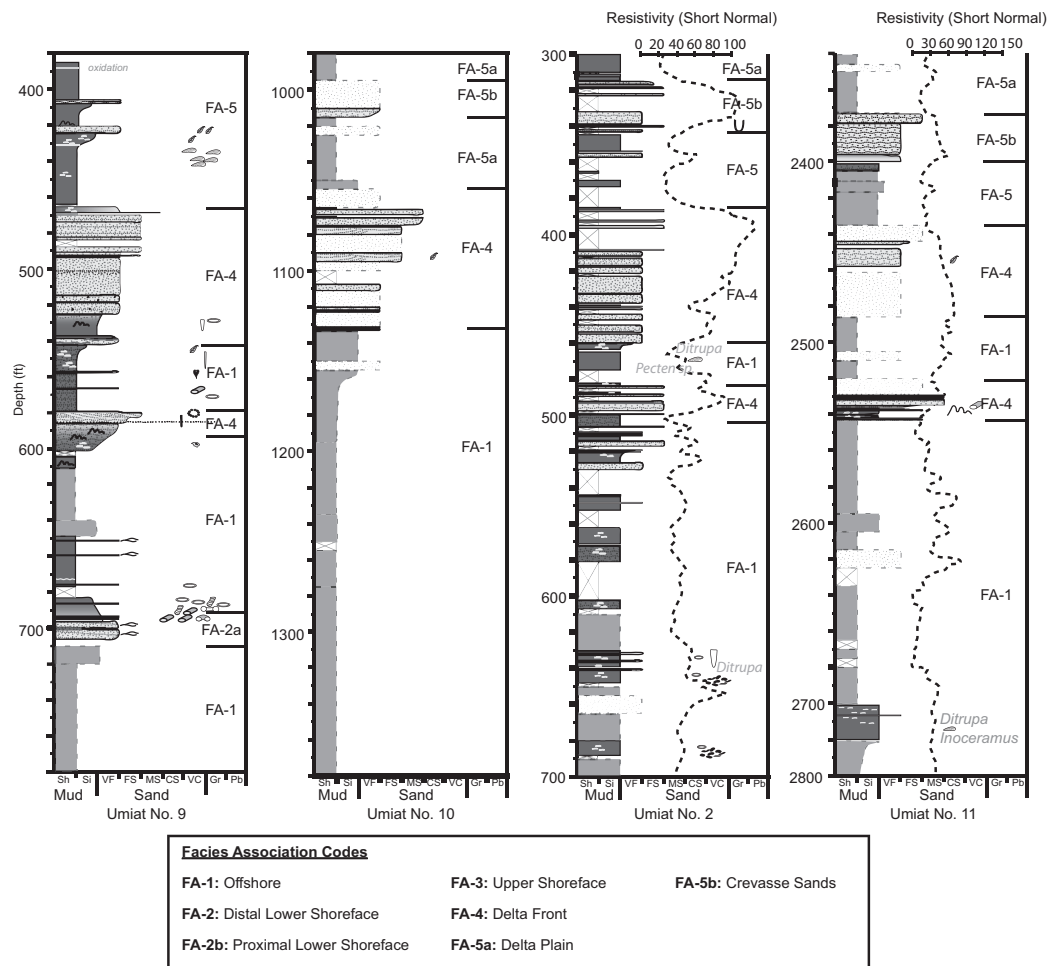 Resistivity (Short Normal)
0 20 40 60 80 100
Resistivity (Short Normal)
0 30 60 90 120 150
Depth (ft)
400
500
600
700
oxidation
FA-5
FA-4
FA-1
FA-4
FA-1
FA-2a
FA-1
Sh Si VF FS MS CS VC Gr Pb
Mud Sand
Umiat No. 9
1000
1100
1200
1300
FA-5a
FA-5b
FA-5a
FA-4
FA-1
Sh Si VF FS MS CS VC Gr Pb
Mud Sand
Umiat No. 10
300
400
500
600
700
FA-5a
FA-5b
FA-5
FA-4
Ditrupa
Pecten sp.
FA-1
FA-4
FA-1
Ditrupa
Sh Si VF FS MS CS VC Gr Pb
Mud Sand
Umiat No. 2
2400
2500
2600
2700
2800
FA-5a
FA-5b
FA-5
FA-4
FA-1
FA-4
FA-1
Ditrupa
Inoceramus
Sh Si VF FS MS CS VC Gr Pb
Mud Sand
Umiat No. 11
Facies Association Codes
FA-1: Offshore
FA-3: Upper Shoreface
FA-5b: Crevasse Sands
FA-2: Distal Lower Shoreface
FA-4: Delta Front
FA-2b: Proximal Lower Shoreface
FA-5a: Delta Plain